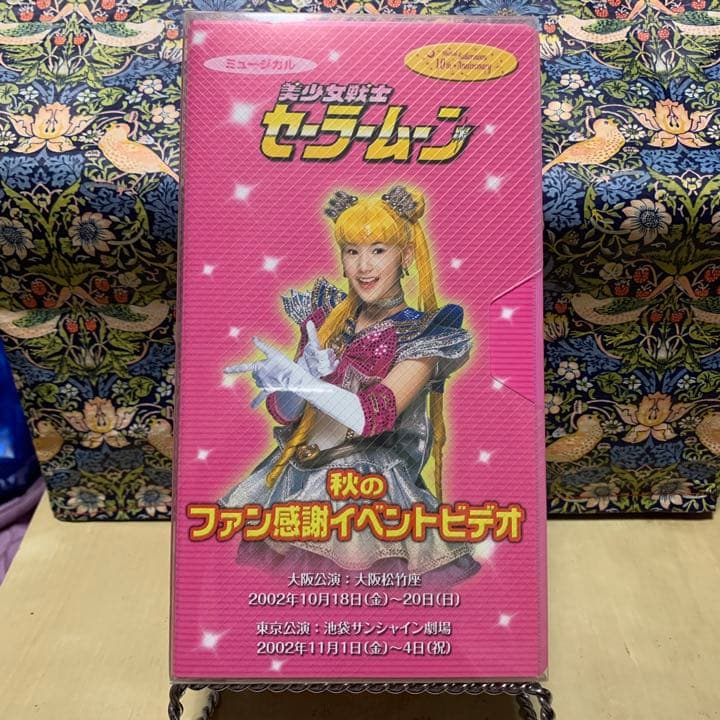 ミュージカル
10th Anniversary
美少女戦士
セーラームーン
秋の
ファン感謝イベントビデオ
大阪公演：大阪松竹座
2002年10月18日(金)～20日(日)
東京公演：池袋サンシャイン劇場
2002年11月1日(金)～4日(祝)